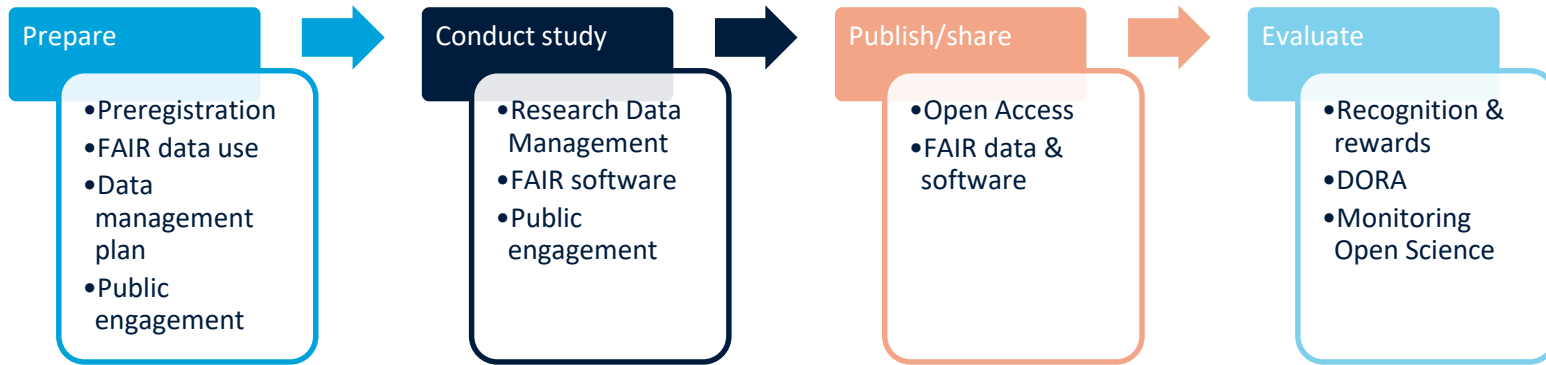 Prepare
•Preregistration
•FAIR data use
•Data
management
plan
•Public
engagement
Conduct study
•Research Data
Management
•FAIR software
•Public
engagement
Publish/share
•Open Access
•FAIR data &
software
Evaluate
•Recognition &
rewards
•DORA
•Monitoring
Open Science